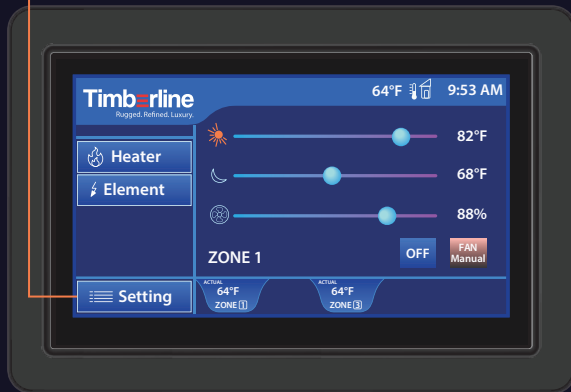 Timberline
Rugged. Refined. Luxury.
64°F
9:53 AM
82°F
Heater
68°F
Element
88%
ZONE 1
OFF
FAN
Manual
Setting
ACTUAL
64°F
ZONE 1
ACTUAL
64°F
ZONE 3